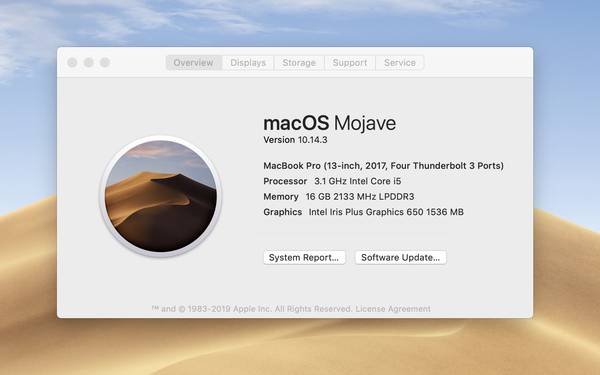 Overview Displays Storage Support Service
macOS Mojave
Version 10.14.3
MacBook Pro (13-inch, 2017, Four Thunderbolt 3 Ports)
Processor 3.1 GHz Intel Core i5
Memory 16 GB 2133 MHz LPDDR3
Graphics Intel Iris Plus Graphics 650 1536 MB
System Report... Software Update...
™ and © 1983-2019 Apple Inc. All Rights Reserved. License Agreement